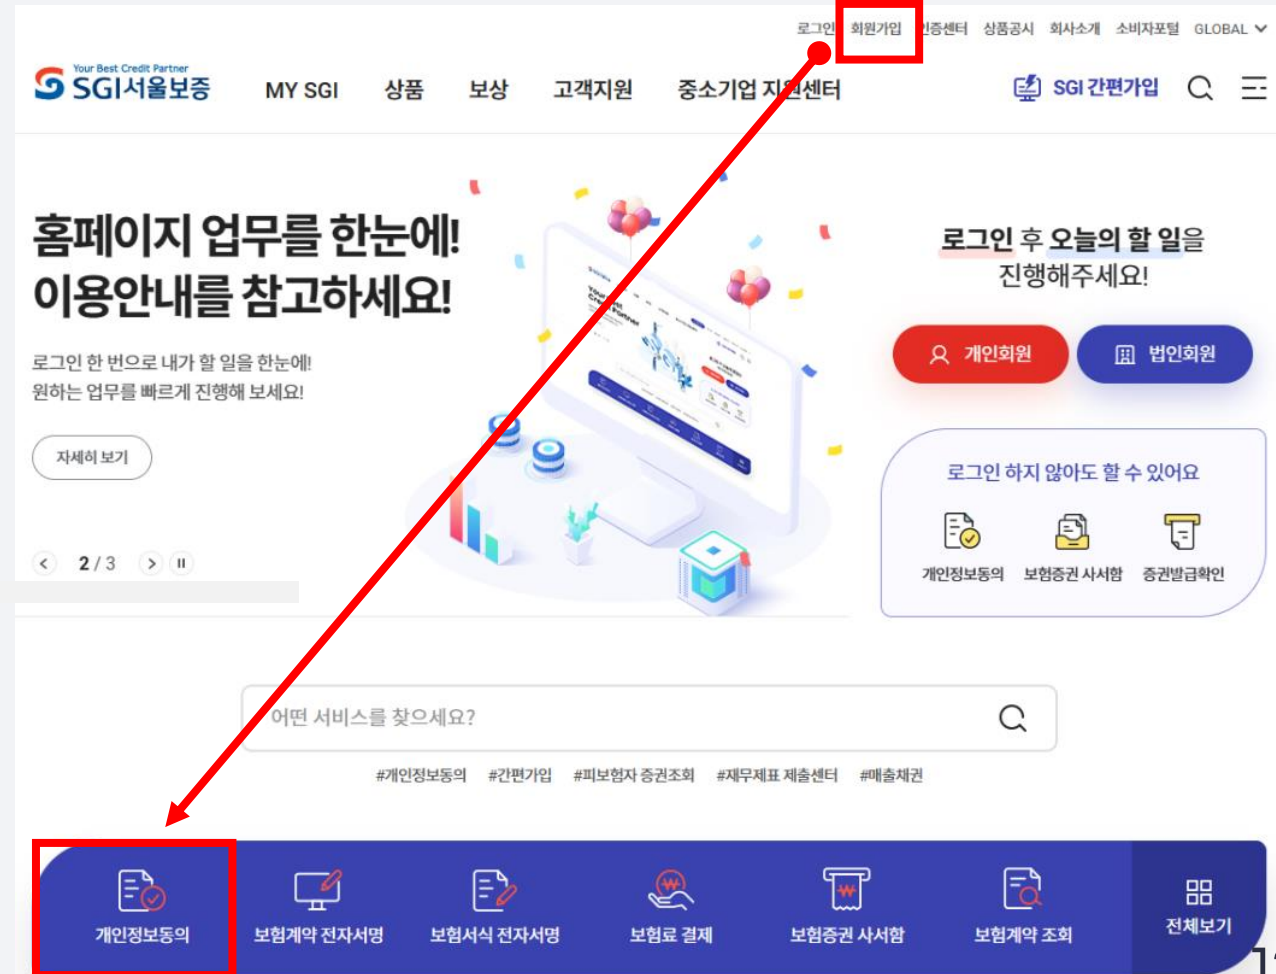 로그인 회원가입 인증센터 상품공시 회사소개 소비자포털 GLOBAL
Your Best Credit Partner
SGI서울보증
MY SGI 상품 보상 고객지원 중소기업 지원센터 SGI 간편가입
홈페이지 업무를 한눈에!
이용안내를 참고하세요!
로그인 한 번으로 내가 할 일을 한눈에!
원하는 업무를 빠르게 진행해 보세요!
자세히 보기
2 / 3
Your Best
Credit Partner
로그인 후 오늘의 할 일을
진행해주세요!
개인회원 법인회원
로그인 하지 않아도 할 수 있어요
개인정보동의 보험증권 사서함 증권발급확인
어떤 서비스를 찾으세요?
#개인정보동의 #간편가입 #피보험자 증권조회 #재무제표 제출센터 #매출채권
개인정보동의 보험계약 전자서명 보험서식 전자서명 보험료 결제 보험증권 사서함 보험계약 조회 전체보기